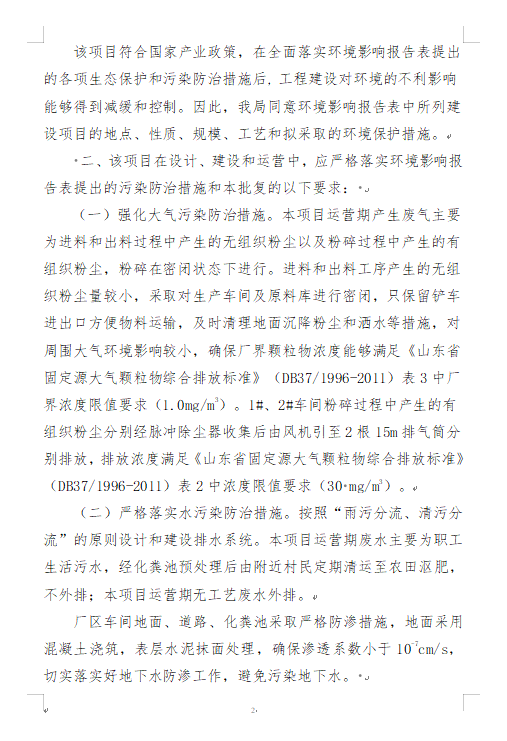 该项目符合国家产业政策，在全面落实环境影响报告表提出
的各项生态保护和污染防治措施后，工程建设对环境的不利影响
能够得到减缓和控制。因此，我局同意环境影响报告表中所列建
设项目的地点、性质、规模、工艺和拟采取的环境保护措施。
二、该项目在设计、建设和运营中，应严格落实环境影响报
告表提出的污染防治措施和本批复的以下要求：
（一）强化大气污染防治措施。本项目运营期产生废气主要
为进料和出料过程中产生的无组织粉尘以及粉碎过程中产生的有
组织粉尘，粉碎在密闭状态下进行。进料和出料工序产生的无组
织粉尘量较小，采取对生产车间及原料库进行密闭，只保留铲车
进出口方便物料运输，及时清理地面沉降粉尘和洒水等措施，对
周围大气环境影响较小，确保厂界颗粒物浓度能够满足《山东省
固定源大气颗粒物综合排放标准》（DB37/1996-2011）表3中厂
界浓度限值要求（1.0mg/m³）。1#、2#车间粉碎过程中产生的有
组织粉尘分别经脉冲除尘器收集后由风机引至2根15m排气筒分
别排放，排放浓度满足《山东省固定源大气颗粒物综合排放标准》
（DB37/1996-2011）表2中浓度限值要求（30 mg/m³）。
（二）严格落实水污染防治措施。按照“雨污分流、清污分
流”的原则设计和建设排水系统。本项目运营期废水主要为职工
生活污水，经化粪池预处理后由附近村民定期清运至农田沤肥，
不外排；本项目运营期无工艺废水外排。
厂区车间地面、道路、化粪池采取严格防渗措施，地面采用
混凝土浇筑，表层水泥抹面处理，确保渗透系数小于10⁻⁷cm/s，
切实落实好地下水防渗工作，避免污染地下水。
2